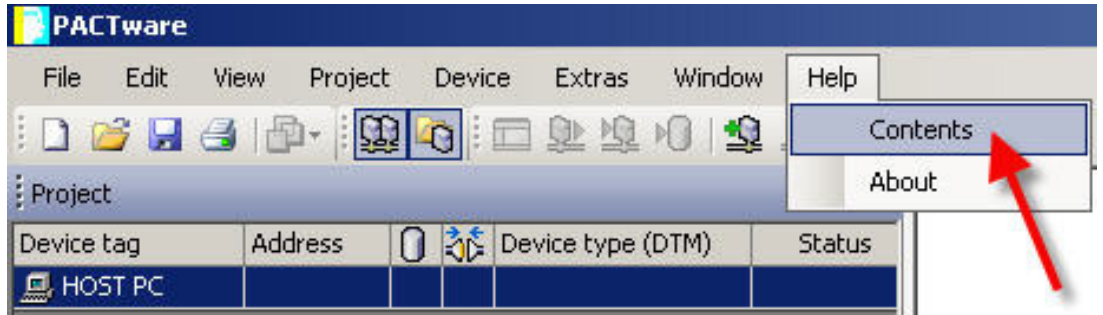 PACTware
File Edit View Project Device Extras Window Help
Contents
About
Project
Device tag Address Device type (DTM) Status
HOST PC